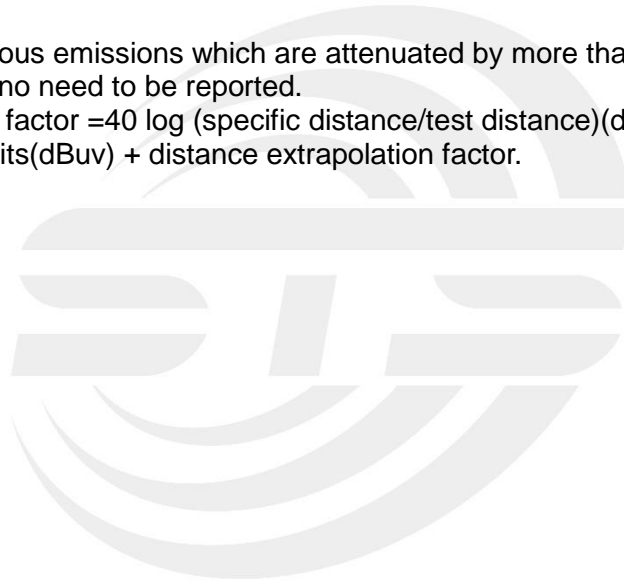 ous emissions which are attenuated by more tha
no need to be reported.
factor =40 log (specific distance/test distance)(d
its(dBuv) + distance extrapolation factor.
STS